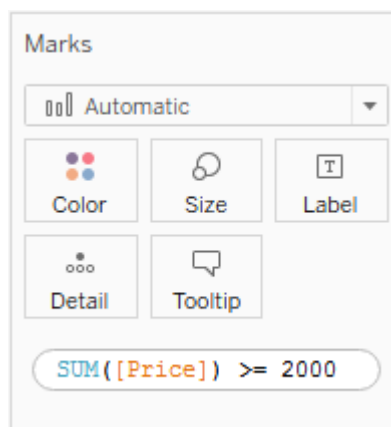 Marks
Automatic
Color Size Label
Detail Tooltip
SUM([Price]) >= 2000